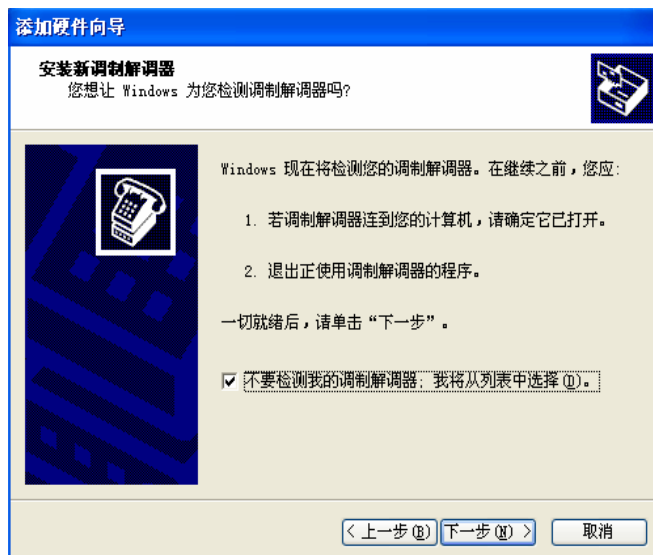 添加硬件向导
安装新调制解调器
您想让 Windows 为您检测调制解调器吗?
Windows 现在将检测您的调制解调器。在继续之前，您应:
1. 若调制解调器连到您的计算机，请确定它已打开。
2. 退出正使用调制解调器的程序。
一切就绪后，请单击“下一步”。
不要检测我的调制解调器; 我将从列表中选择(D)。
< 上一步(B) 下一步(N) > 取消